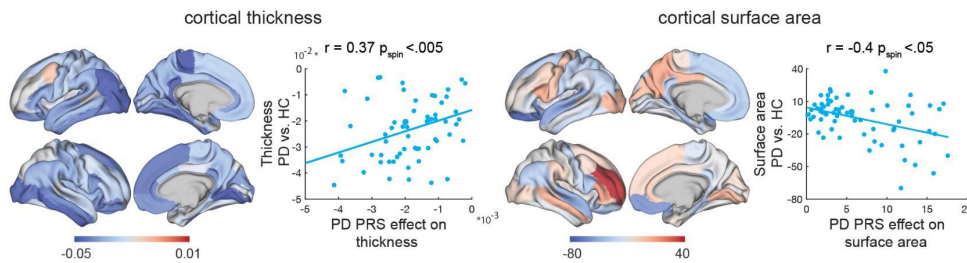 cortical thickness
cortical surface area
r = 0.37 pspin <.005
r = -0.4 pspin <.05
10⁻² *
0
-1
-2
-3
-4
-5
Thickness
PD vs. HC
-5 -4 -3 -2 -1 0
*10⁻³
PD PRS effect on
thickness
-0.05 0.01
40
10
-20
-50
-80
Surface area
PD vs. HC
0 5 10 15 2
PD PRS effect on
surface area
-80 40